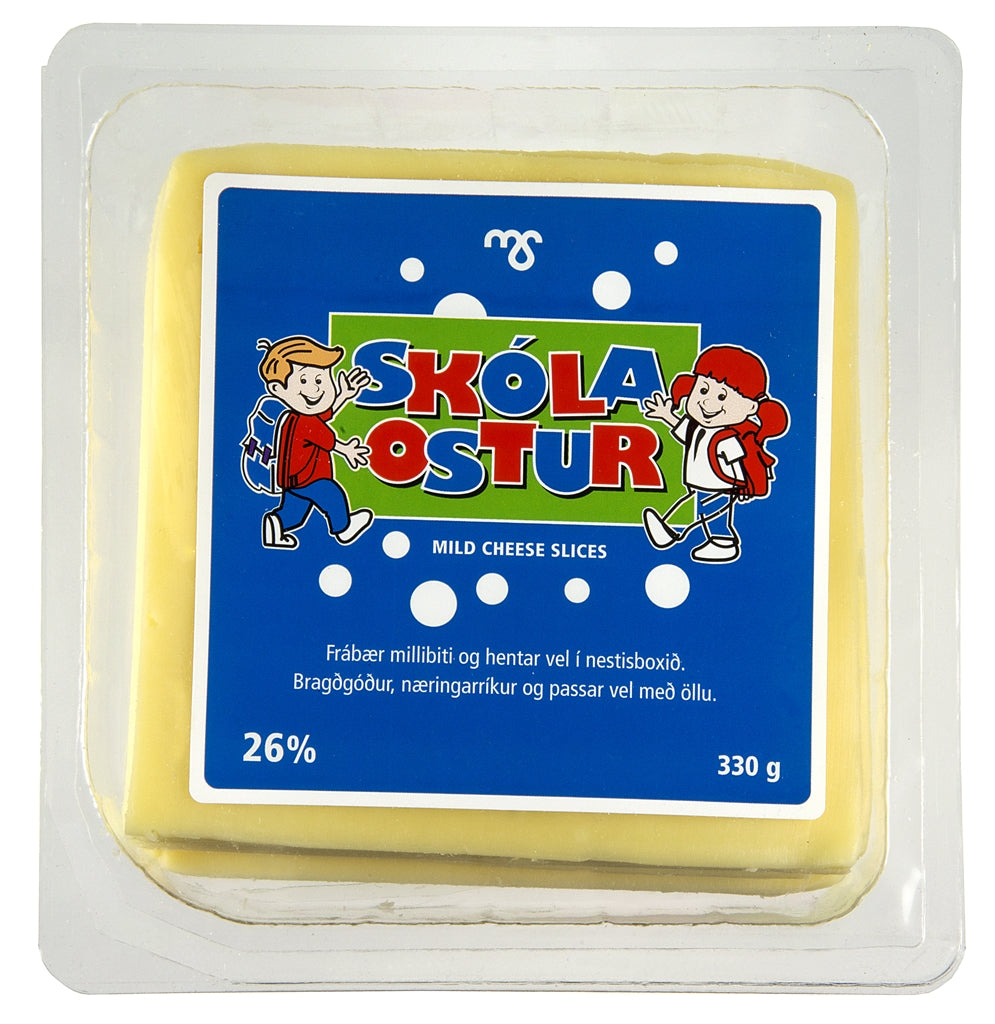 ms
SKÓLA
OSTUR
MILD CHEESE SLICES
Frábær millibiti og hentar vel í nestisboxið.
Bragðgóður, næringarríkur og passar vel með öllu.
26%
330 g